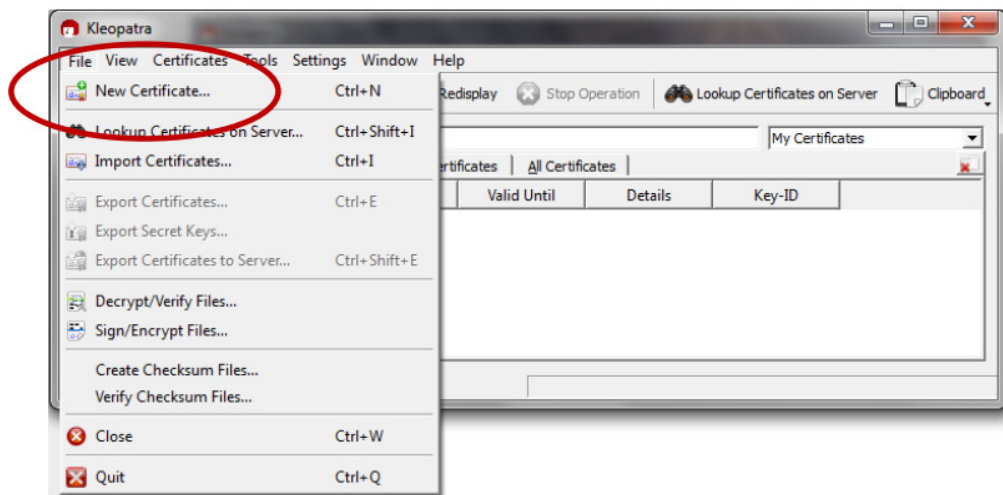 Kleopatra
File View Certificates Tools Settings Window Help
New Certificate... Ctrl+N
Redisplay Stop Operation Lookup Certificates on Server Clipboard
Lookup Certificates on Server... Ctrl+Shift+I
My Certificates
Import Certificates... Ctrl+I
ertificates All Certificates
Export Certificates... Ctrl+E
Valid Until Details Key-ID
Export Secret Keys...
Export Certificates to Server... Ctrl+Shift+E
Decrypt/Verify Files...
Sign/Encrypt Files...
Create Checksum Files...
Verify Checksum Files...
Close Ctrl+W
Quit Ctrl+Q